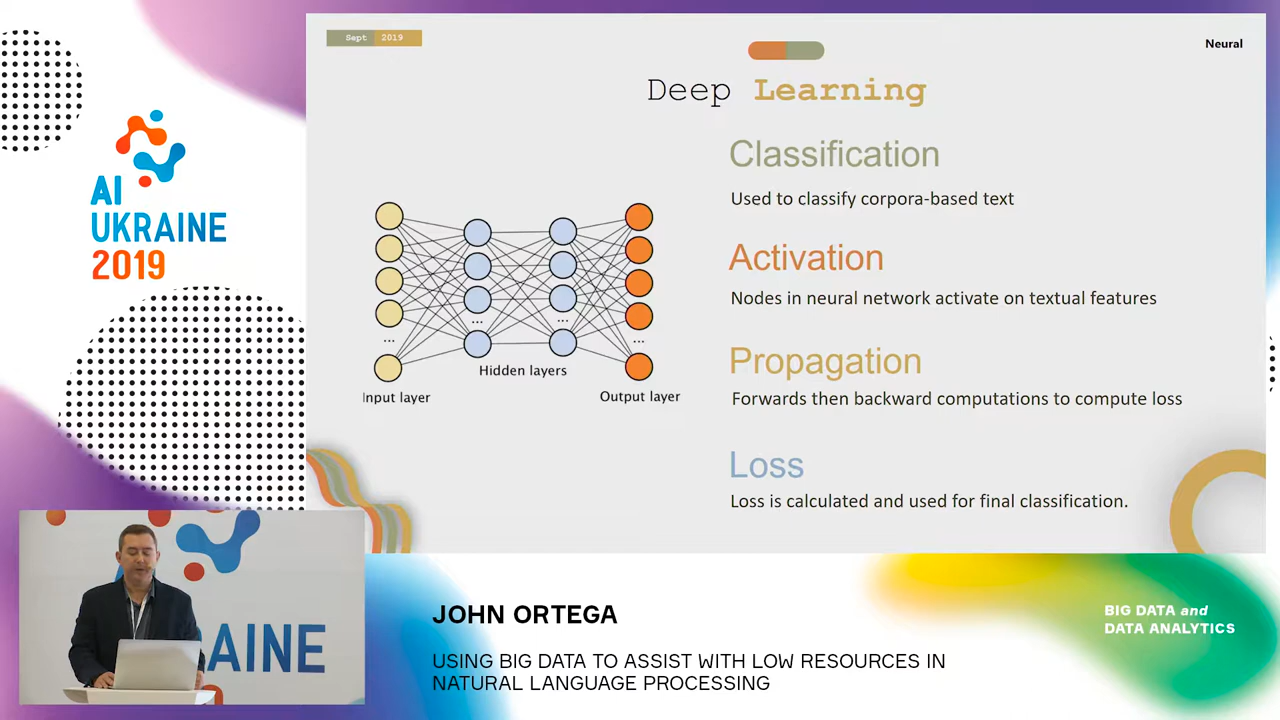 Sept 2019
Neural
Deep Learning
AI
UKRAINE
2019
Classification
Used to classify corpora-based text
Activation
Nodes in neural network activate on textual features
Propagation
Forwards then backward computations to compute loss
Loss
Loss is calculated and used for final classification.
...
...
...
...
Hidden layers
Input layer
Output layer
AINE
JOHN ORTEGA
USING BIG DATA TO ASSIST WITH LOW RESOURCES IN
NATURAL LANGUAGE PROCESSING
BIG DATA and
DATA ANALYTICS